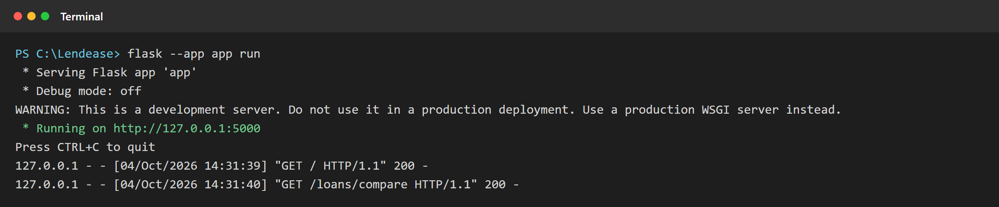 Terminal
PS C:\Lendease> flask --app app run
 * Serving Flask app 'app'
 * Debug mode: off
WARNING: This is a development server. Do not use it in a production deployment. Use a production WSGI server instead.
 * Running on http://127.0.0.1:5000
Press CTRL+C to quit
127.0.0.1 - - [04/Oct/2026 14:31:39] "GET / HTTP/1.1" 200 -
127.0.0.1 - - [04/Oct/2026 14:31:40] "GET /loans/compare HTTP/1.1" 200 -